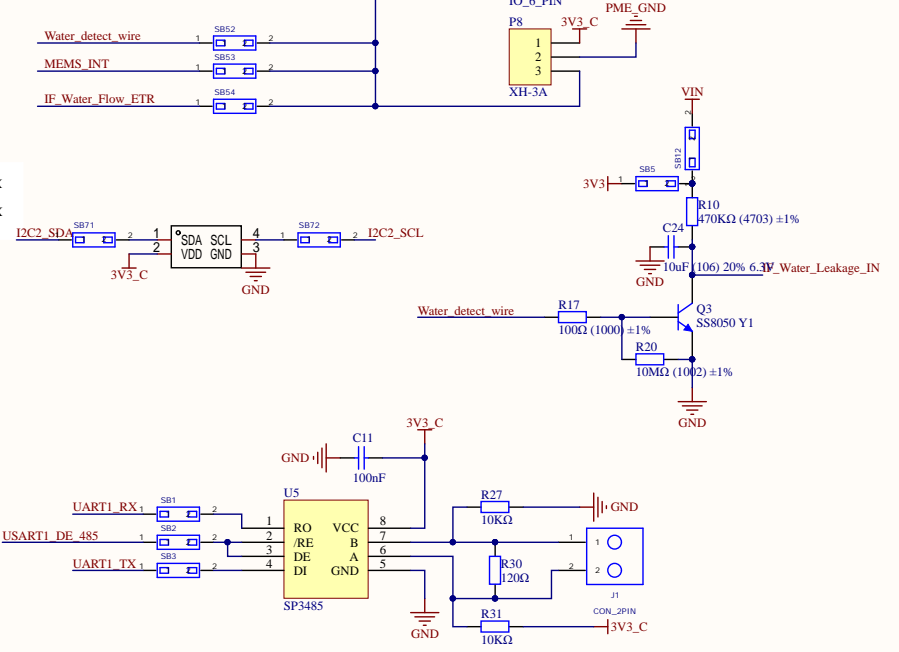 IO_6_PIN
PME_GND
P8
3V3_C
SB52
Water_detect_wire
1
2
1
SB53
MEMS_INT
1
2
2
SB54
3
IF_Water_Flow_ETR
1
2
XH-3A
VIN
2
SB12
SB5
3V3
1
2
R10
470KΩ (4703) ±1%
C24
SB71
SB72
I2C2_SDA
2
1
SDA SCL
4
1
2
I2C2_SCL
2
VDD GND
3
3V3_C
GND
10uF (106) 20% 6.3V
IF_Water_Leakage_IN
GND
R17
Q3
Water_detect_wire
SS8050 Y1
100Ω (1000) ±1%
R20
10MΩ (1002) ±1%
GND
3V3_C
C11
GND
100nF
U5
R27
SB1
UART1_RX
1
2
GND
10KΩ
1
RO
VCC
8
SB2
USART1_DE_485
1
2
2
/RE
B
7
1
1
3
DE
A
6
SB3
R30
UART1_TX
1
2
4
DI
GND
5
2
2
120Ω
J1
SP3485
CON_2PIN
R31
GND
3V3_C
10KΩ